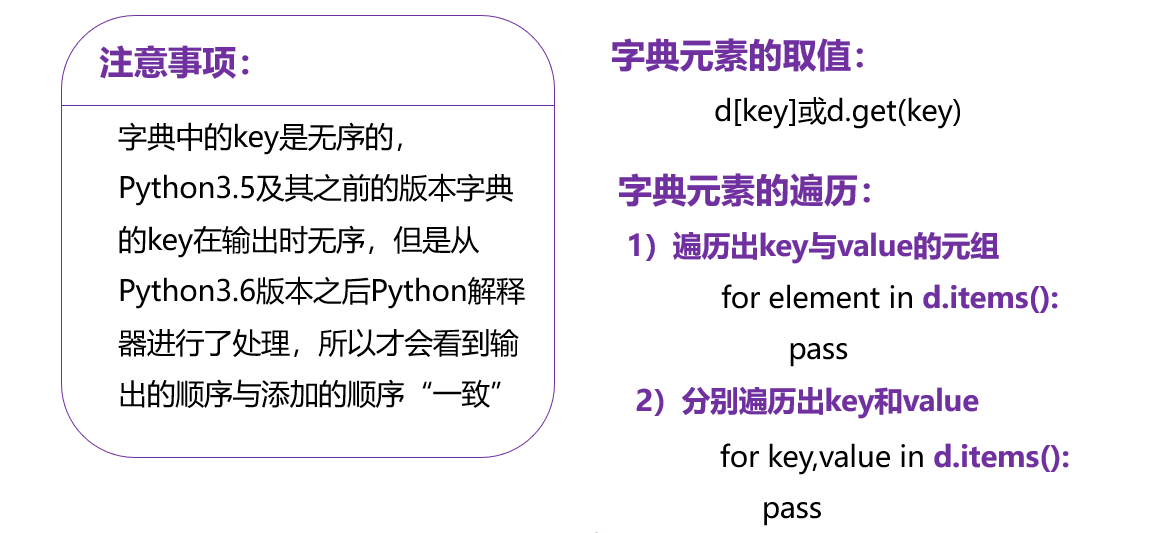 注意事项：
字典中的key是无序的，
Python3.5及其之前的版本字典
的key在输出时无序，但是从
Python3.6版本之后Python解释
器进行了处理，所以才会看到输
出的顺序与添加的顺序“一致”
字典元素的取值：
d[key]或d.get(key)
字典元素的遍历：
1）遍历出key与value的元组
for element in d.items():
pass
2）分别遍历出key和value
for key,value in d.items():
pass